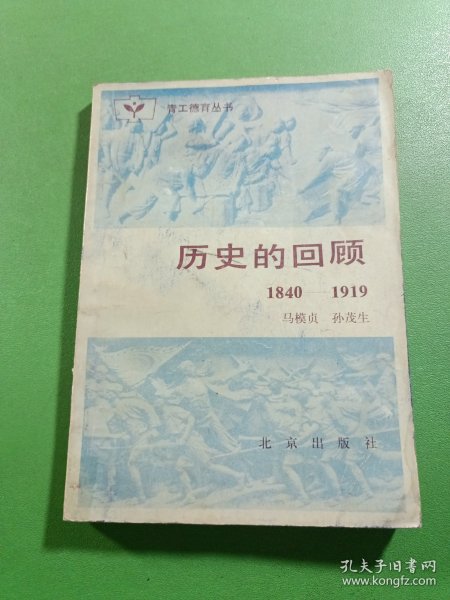 青工德育丛书
历史的回顾
1840—1919
马模贞 孙茂生
北京出版社
孔夫子旧书网
www.kongfz.com